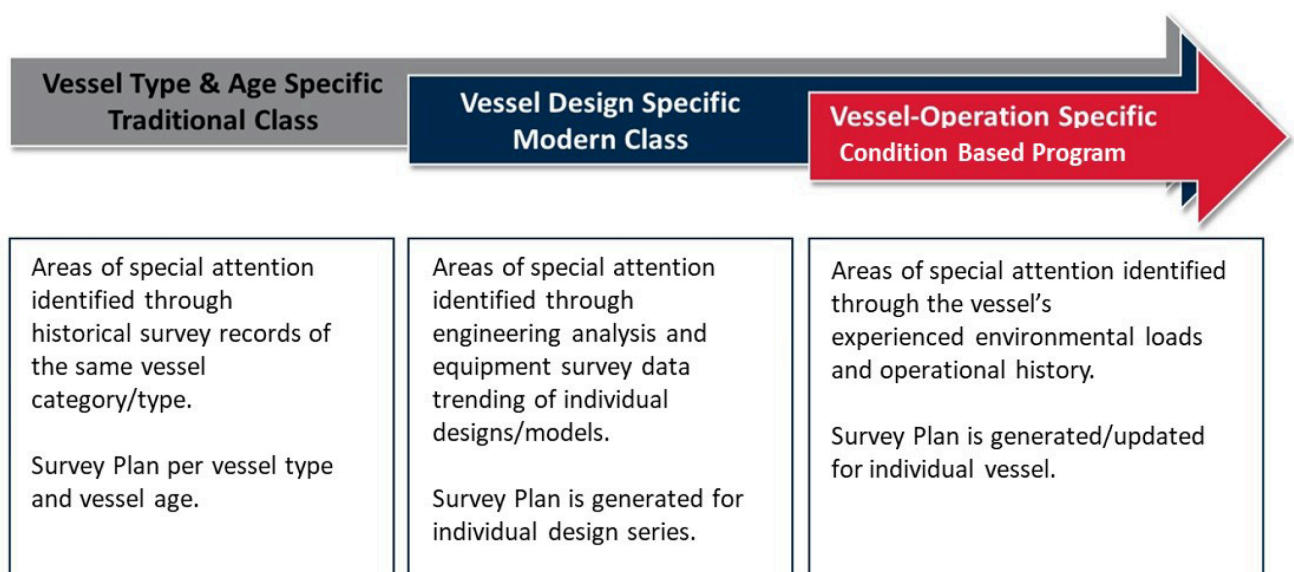 Vessel Type & Age Specific
Traditional Class
Vessel Design Specific
Modern Class
Vessel-Operation Specific
Condition Based Program
Areas of special attention
identified through
historical survey records of
the same vessel
category/type.
Survey Plan per vessel type
and vessel age.
Areas of special attention
identified through
engineering analysis and
equipment survey data
trending of individual
designs/models.
Survey Plan is generated for
individual design series.
Areas of special attention identified
through the vessel’s
experienced environmental loads
and operational history.
Survey Plan is generated/updated
for individual vessel.